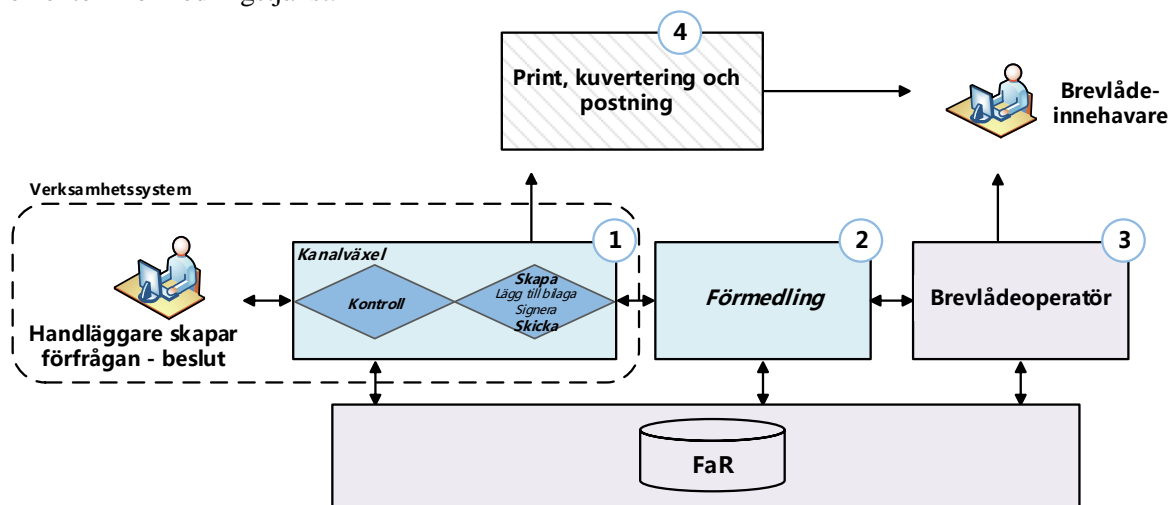 4
Print, kuvertering och
postning
Brevlåde-
innehavare
Verksamhetssystem
1
2
3
Kanalväxel
Kontroll
Skapa
Lägg till bilaga
Signera
Skicka
Förmedling
Brevlådeoperatör
Handläggare skapar
förfrågan - beslut
FaR